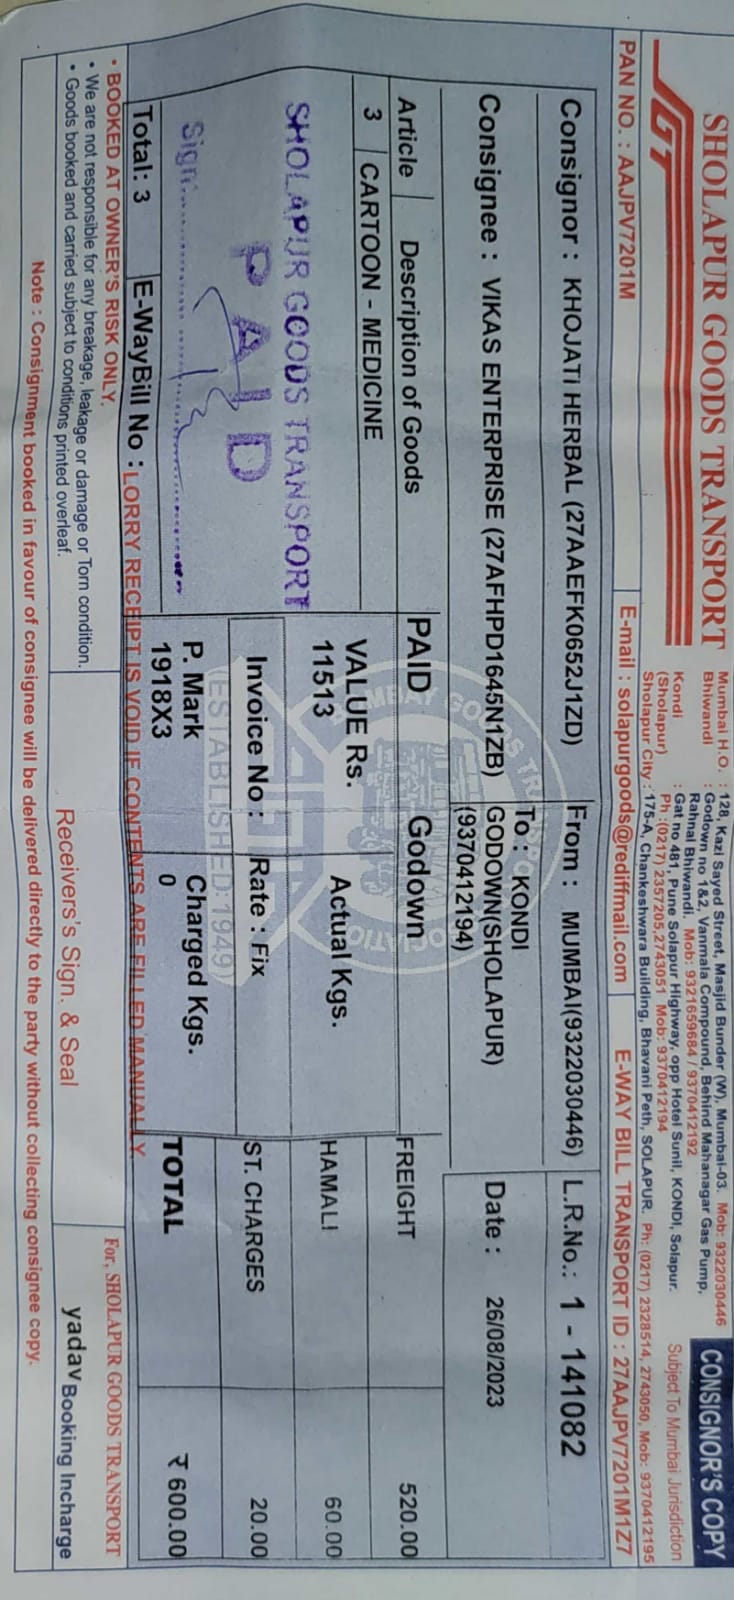 SHOLAPUR GOODS TRANSPORT
SGT
Mumbai H.O. : 128, Kazi Sayed Street, Masjid Bunder (W), Mumbai-03. Mob: 9322030446
Bhiwandi : Godown no 1&2, Vanmala Compound, Behind Mahanagar Gas Pump,
Rahnal Bhiwandi. Mob: 9321659684 / 9370412192
Kondi : Gat no 481, Pune Solapur Highway, opp Hotel Sunil, KONDI, Solapur.
(Sholapur) Ph :(0217) 2357205,2743051 Mob: 9370412194
Sholapur City : 175-A, Chankeshwara Building, Bhavani Peth, SOLAPUR. Ph: (0217) 2328514, 2743050, Mob: 9370412195
CONSIGNOR'S COPY
Subject To Mumbai Jurisdiction
PAN NO. : AAJPV7201M E-mail : solapurgoods@rediffmail.com E-WAY BILL TRANSPORT ID : 27AAJPV7201M1Z7
Consignor : KHOJATI HERBAL (27AAEFK0652J1ZD) From : MUMBAI(9322030446) L.R.No.: 1 - 141082
Consignee : VIKAS ENTERPRISE (27AFHPD1645N1ZB) To : KONDI
GODOWN(SHOLAPUR)
(9370412194)
Date : 26/08/2023
Article Description of Goods PAID Godown FREIGHT 520.00
3 CARTOON - MEDICINE VALUE Rs. Actual Kgs.
11513
HAMALI 60.00
SHOLAPUR GOODS TRANSPORT
PAID
Sign
Invoice No : Rate : Fix ST. CHARGES 20.00
P. Mark Charged Kgs.
1918X3 0
TOTAL ₹ 600.00
BOMBAY GOODS TRANSPORT ASSOCIATION
(ESTABLISHED:1949)
Total: 3 E-WayBill No : LORRY RECEIPT IS VOID IF CONTENTS ARE FILLED MANUALLY
• BOOKED AT OWNER'S RISK ONLY.
• We are not responsible for any breakage, leakage or damage or Torn condition.
• Goods booked and carried subject to conditions printed overleaf.
Receivers's Sign. & Seal
For, SHOLAPUR GOODS TRANSPORT
yadav Booking Incharge
Note : Consignment booked in favour of consignee will be delivered directly to the party without collecting consignee copy.